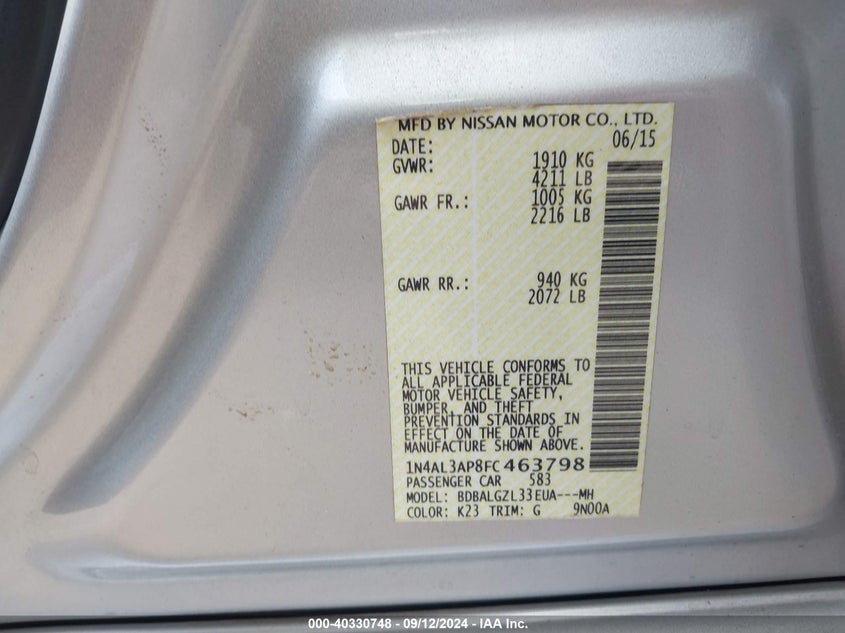 MFD BY NISSAN MOTOR CO., LTD.
DATE: 06/15
GVWR: 1910 KG
4211 LB
GAWR FR.: 1005 KG
2216 LB
GAWR RR.: 940 KG
2072 LB
THIS VEHICLE CONFORMS TO
ALL APPLICABLE FEDERAL
MOTOR VEHICLE SAFETY,
BUMPER, AND THEFT
PREVENTION STANDARDS IN
EFFECT ON THE DATE OF
MANUFACTURE SHOWN ABOVE.
1N4AL3AP8FC463798
PASSENGER CAR 583
MODEL: BDBALGZL33EUA---MH
COLOR: K23 TRIM: G 9N00A
000-40330748 - 09/12/2024 - IAA Inc.